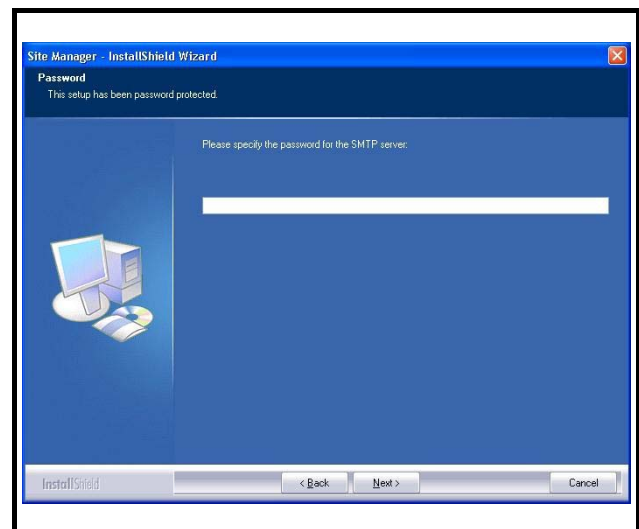 Site Manager - InstallShield Wizard
Password
This setup has been password protected.
Please specify the password for the SMTP server:
InstallShield
< Back
Next >
Cancel